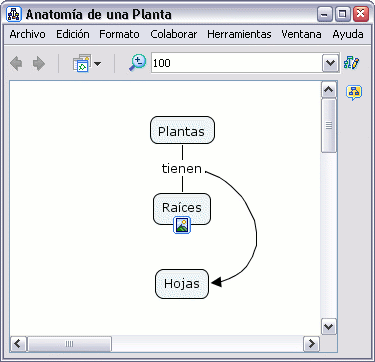 Anatomía de una Planta
Archivo Edición Formato Colaborar Herramientas Ventana Ayuda
100
Plantas
tienen
Raíces
Hojas